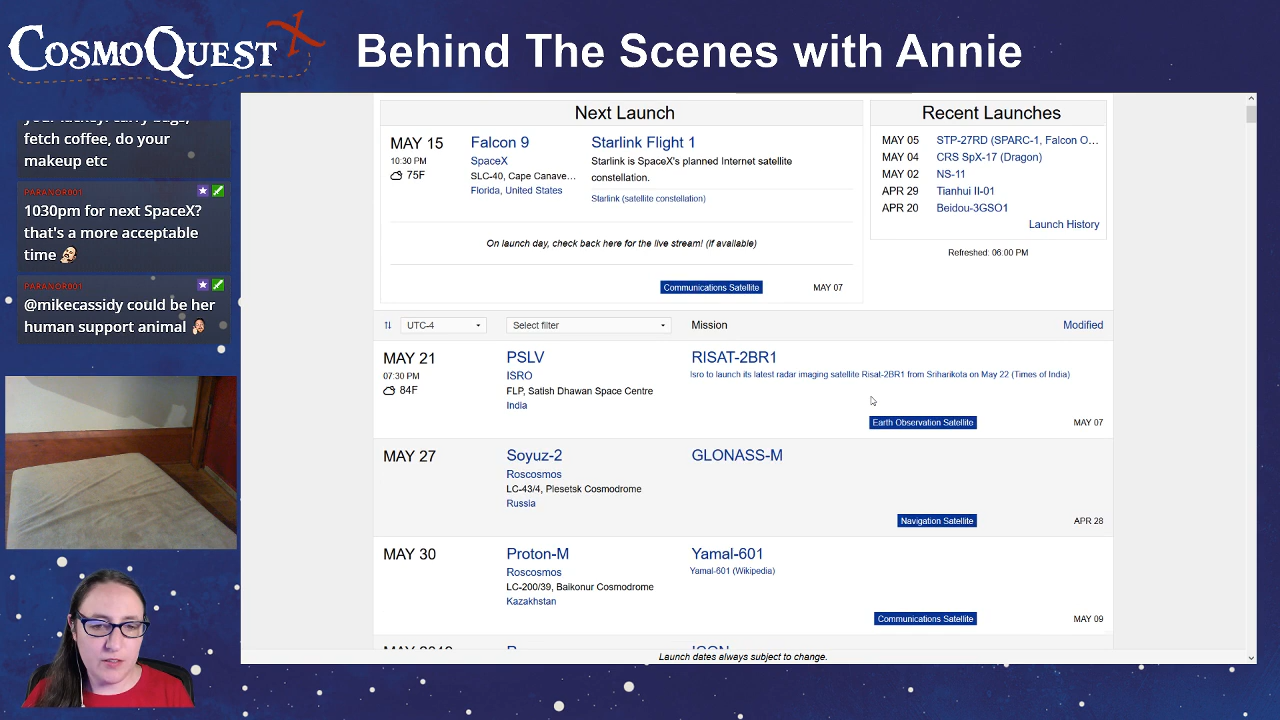 CosmoQuest X
Behind The Scenes with Annie
fetch coffee, do your
makeup etc
PARANOR001
1030pm for next SpaceX?
that's a more acceptable
time
PARANOR001
@mikecassidy could be her
human support animal
Next Launch
MAY 15
10:30 PM
75F
Falcon 9
SpaceX
SLC-40, Cape Canave...
Florida, United States
Starlink Flight 1
Starlink is SpaceX's planned Internet satellite
constellation.
Starlink (satellite constellation)
On launch day, check back here for the live stream! (if available)
Communications Satellite
MAY 07
Recent Launches
MAY 05 STP-27RD (SPARC-1, Falcon O...
MAY 04 CRS SpX-17 (Dragon)
MAY 02 NS-11
APR 29 Tianhui II-01
APR 20 Beidou-3GSO1
Launch History
Refreshed: 06:00 PM
UTC-4 Select filter Mission Modified
MAY 21
07:30 PM
84F
PSLV
ISRO
FLP, Satish Dhawan Space Centre
India
RISAT-2BR1
Isro to launch its latest radar imaging satellite Risat-2BR1 from Sriharikota on May 22 (Times of India)
Earth Observation Satellite
MAY 07
MAY 27
Soyuz-2
Roscosmos
LC-43/4, Plesetsk Cosmodrome
Russia
GLONASS-M
Navigation Satellite
APR 28
MAY 30
Proton-M
Roscosmos
LC-200/39, Baikonur Cosmodrome
Kazakhstan
Yamal-601
Yamal-601 (Wikipedia)
Communications Satellite
MAY 09
Launch dates always subject to change.